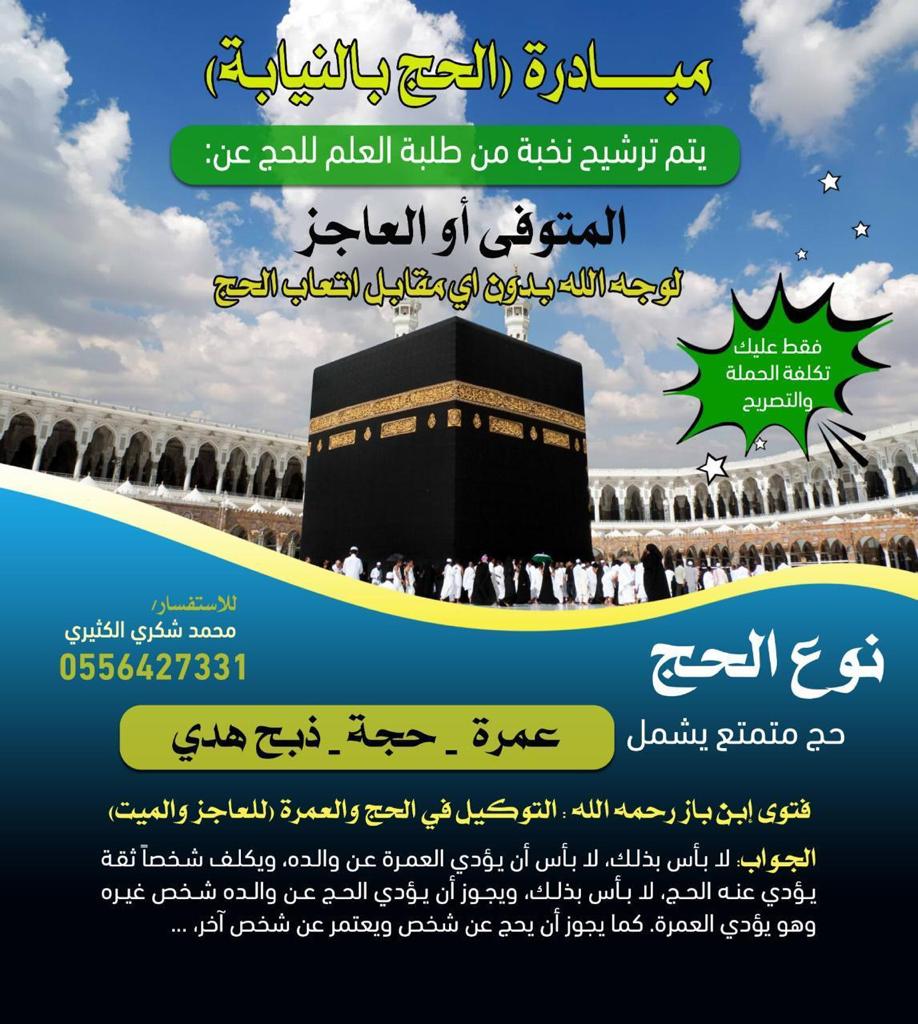 مبـــادرة (الحج بالنيابة)
يتم ترشيح نخبة من طلبة العلم للحج عن:
المتوفى أو العاجز
لوجه الله بدون اي مقابل اتعاب الحج
فقط عليك
تكلفة الحملة
والتصريح
للاستفسار/
محمد شكري الكثيري
0556427331
نوع الحج
حج متمتع يشمل
عمرة _ حجة _ ذبح هدي
فتوى إبن باز رحمه الله : التوكيل في الحج والعمرة (للعاجز والميت)
الجواب: لا بأس بذلك، لا بأس أن يؤدي العمرة عن والده، ويكلف شخصاً ثقة
يؤدي عنه الحج، لا بأس بذلك، ويجوز أن يؤدي الحج عن والده شخص غيره
وهو يؤدي العمرة. كما يجوز أن يحج عن شخص ويعتمر عن شخص آخر، ...